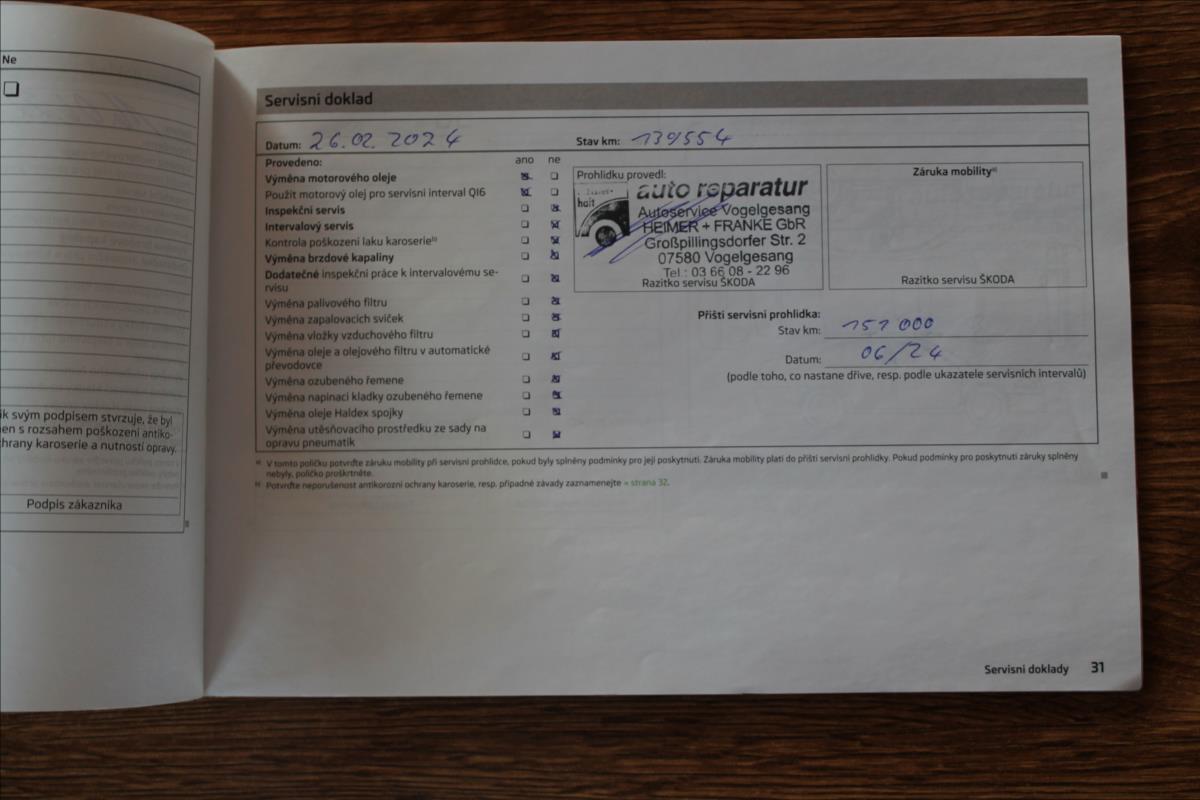 Ne
ik svým podpisem stvrzuje, že byl
en s rozsahem poškození antiko-
hrany karoserie a nutností opravy.
Podpis zákazníka
Servisní doklad
Datum: 26.02.2024 Stav km: 139554
Provedeno: ano ne
Výměna motorového oleje
Použit motorový olej pro servisní interval QI6
Inspekční servis
Intervalový servis
Kontrola poškození laku karoserieb)
Výměna brzdové kapaliny
Dodatečné inspekční práce k intervalovému se-
rvisu
Výměna palivového filtru
Výměna zapalovacích svíček
Výměna vložky vzduchového filtru
Výměna oleje a olejového filtru v automatické
převodovce
Výměna ozubeného řemene
Výměna napínací kladky ozubeného řemene
Výměna oleje Haldex spojky
Výměna utěsňovacího prostředku ze sady na
opravu pneumatik
Prohlídku provedl:
auto reparatur
Autoservice Vogelgesang
HEIMER + FRANKE GbR
Großpillingsdorfer Str. 2
07580 Vogelgesang
Tel.: 03 66 08 - 22 96
Razítko servisu ŠKODA
Záruka mobilitya)
Razítko servisu ŠKODA
Příští servisní prohlídka:
Stav km: 151 000
Datum: 06/24
(podle toho, co nastane dříve, resp. podle ukazatele servisních intervalů)
a) V tomto políčku potvrďte záruku mobility při servisní prohlídce, pokud byly splněny podmínky pro její poskytnutí. Záruka mobility platí do příští servisní prohlídky. Pokud podmínky pro poskytnutí záruky splněny
nebyly, políčko proškrtněte.
b) Potvrďte neporušenost antikorozní ochrany karoserie, resp. případné závady zaznamenejte » strana 32.
Servisní doklady 31